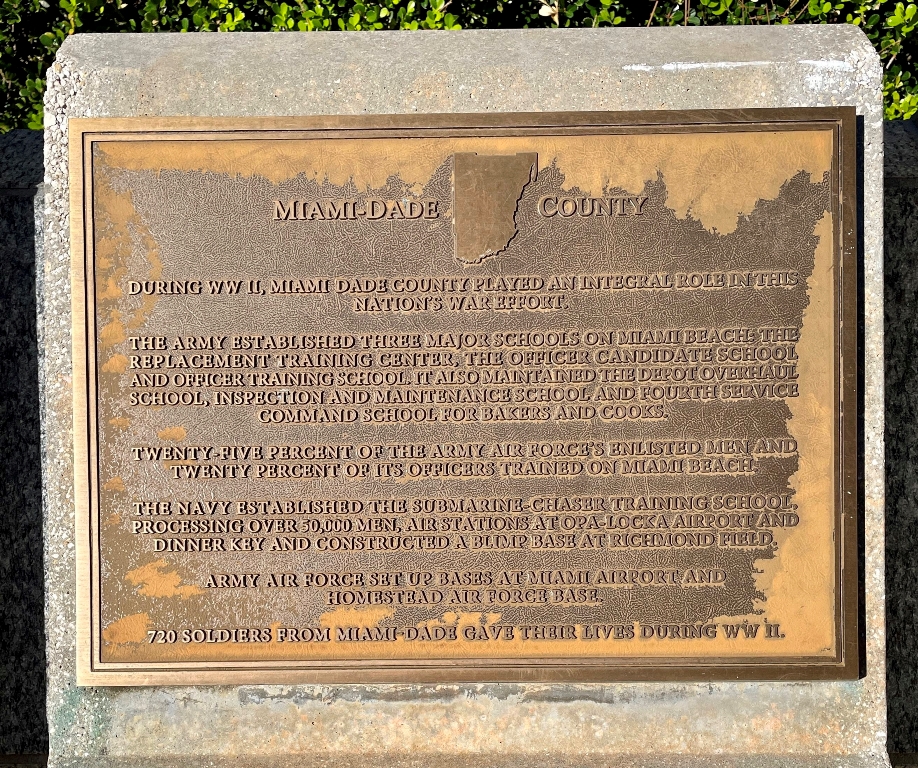 MIAMI-DADE COUNTY
DURING WW II, MIAMI DADE COUNTY PLAYED AN INTEGRAL ROLE IN THIS
NATION'S WAR EFFORT.
THE ARMY ESTABLISHED THREE MAJOR SCHOOLS ON MIAMI BEACH: THE
REPLACEMENT TRAINING CENTER, THE OFFICER CANDIDATE SCHOOL
AND OFFICER TRAINING SCHOOL. IT ALSO MAINTAINED THE DEPOT OVERHAUL
SCHOOL, INSPECTION AND MAINTENANCE SCHOOL AND FOURTH SERVICE
COMMAND SCHOOL FOR BAKERS AND COOKS.
TWENTY-FIVE PERCENT OF THE ARMY AIR FORCE'S ENLISTED MEN AND
TWENTY PERCENT OF ITS OFFICERS TRAINED ON MIAMI BEACH.
THE NAVY ESTABLISHED THE SUBMARINE-CHASER TRAINING SCHOOL,
PROCESSING OVER 50,000 MEN, AIR STATIONS AT OPA-LOCKA AIRPORT AND
DINNER KEY AND CONSTRUCTED A BLIMP BASE AT RICHMOND FIELD.
ARMY AIR FORCE SET UP BASES AT MIAMI AIRPORT AND
HOMESTEAD AIR FORCE BASE.
720 SOLDIERS FROM MIAMI-DADE GAVE THEIR LIVES DURING WW II.